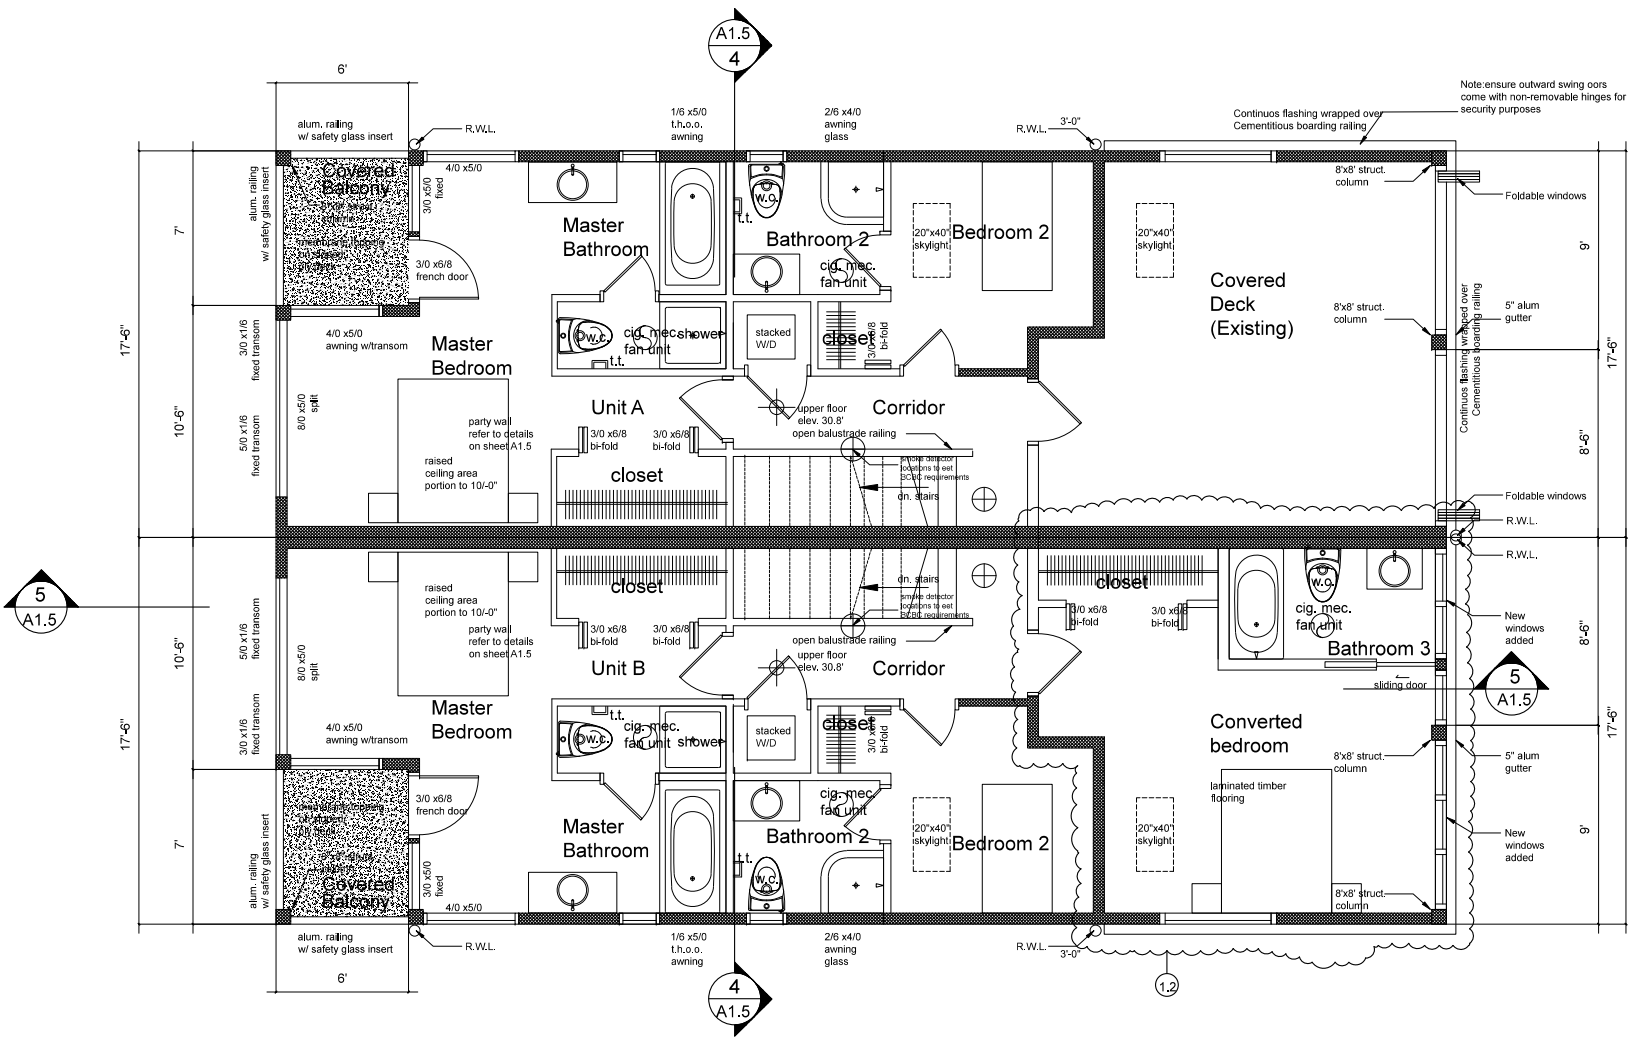 A1.5
4
6'
Note:ensure outward swing oors
come with non-removable hinges for
security purposes
1/6 x5/0
t.h.o.o.
awning
2/6 x4/0
awning
glass
Continuos flashing wrapped over
Cementitious boarding railing
alum. railing
w/ safety glass insert
R.W.L.
R.W.L.
3'-0"
4/0 x5/0
Covered
Balcony
alum. railing
w/ safety glass insert
3/0 x5/0
fixed
8'x8' struct.
column
Foldable windows
w.c.
t.t.
Master
Bathroom
Bathroom 2
20"x40"
skylight
Bedroom 2
20"x40"
skylight
7'
9'
3/0 x6/8
french door
cig. mec.
fan unit
Covered
Deck
(Existing)
Continuos flashing wrapped over
Cementitious boarding railing
8'x8' struct.
column
5" alum
gutter
17'-6"
3/0 x1/6
fixed transom
4/0 x5/0
awning w/transom
Master
Bedroom
w.c.
t.t.
cig. mec.
fan unit
shower
stacked
W/D
closet
3/0 x6/8
bi-fold
17'-6"
10'-6"
5/0 x1/6
fixed transom
8/0 x5/0
split
Unit A
upper floor
elev. 30.8'
Corridor
party wall
refer to details
on sheet A1.5
3/0 x6/8
bi-fold
3/0 x6/8
bi-fold
open balustrade railing
8'-6"
raised
ceiling area
portion to 10/-0"
closet
smoke detector
locations to eet
BCBC requirements
dn. stairs
Foldable windows
R.W.L.
R.W.L.
5
A1.5
raised
ceiling area
portion to 10/-0"
closet
dn. stairs
smoke detector
locations to eet
BCBC requirements
closet
w.c.
cig. mec.
fan unit
3/0 x6/8
bi-fold
3/0 x6/8
bi-fold
New
windows
added
10'-6"
5/0 x1/6
fixed transom
8/0 x5/0
split
party wall
refer to details
on sheet A1.5
3/0 x6/8
bi-fold
3/0 x6/8
bi-fold
open balustrade railing
Bathroom 3
8'-6"
Unit B
upper floor
elev. 30.8'
Corridor
sliding door
5
A1.5
17'-6"
3/0 x1/6
fixed transom
4/0 x5/0
awning w/transom
Master
Bedroom
t.t.
w.c.
cig. mec.
fan unit
shower
stacked
W/D
closet
3/0 x6/8
bi-fold
Converted
bedroom
17'-6"
8'x8' struct.
column
5" alum
gutter
3/0 x6/8
french door
cig. mec.
fan unit
laminated timber
flooring
7'
alum. railing
w/ safety glass insert
3/0 x5/0
fixed
Master
Bathroom
Bathroom 2
20"x40"
skylight
Bedroom 2
20"x40"
skylight
9'
New
windows
added
t.t.
w.c.
Covered
Balcony
4/0 x5/0
8'x8' struct.
column
alum. railing
w/ safety glass insert
R.W.L.
1/6 x5/0
t.h.o.o.
awning
2/6 x4/0
awning
glass
R.W.L.
3'-0"
6'
4
A1.5
1.2